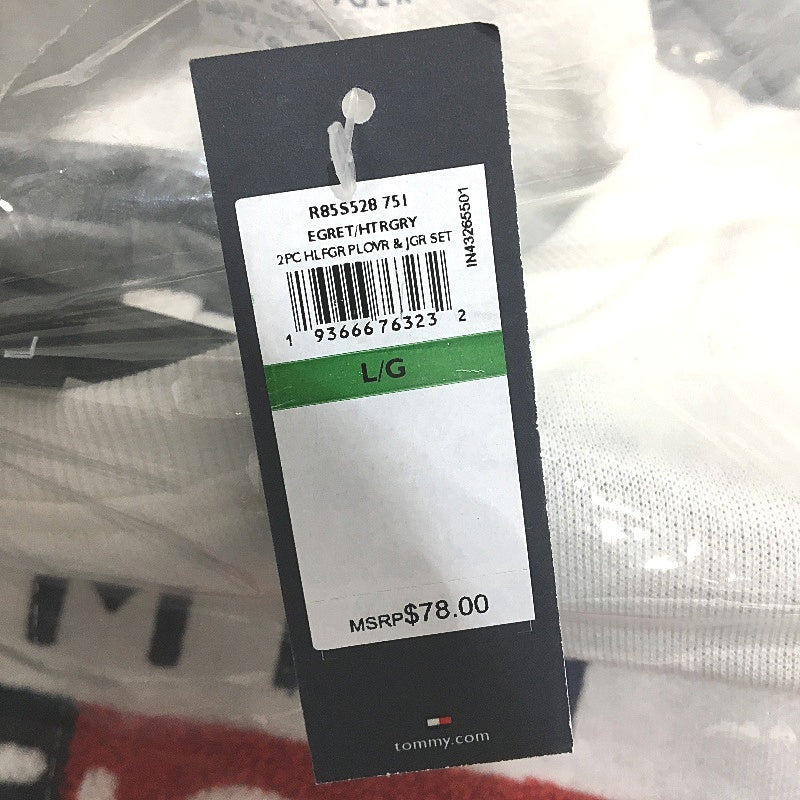 R85S528 751
EGRET/HTRGRY
2PC HLFGR PLOVR & JGR SET
IN43265501
1 93666 76323 2
L/G
MSRP$78.00
tommy.com